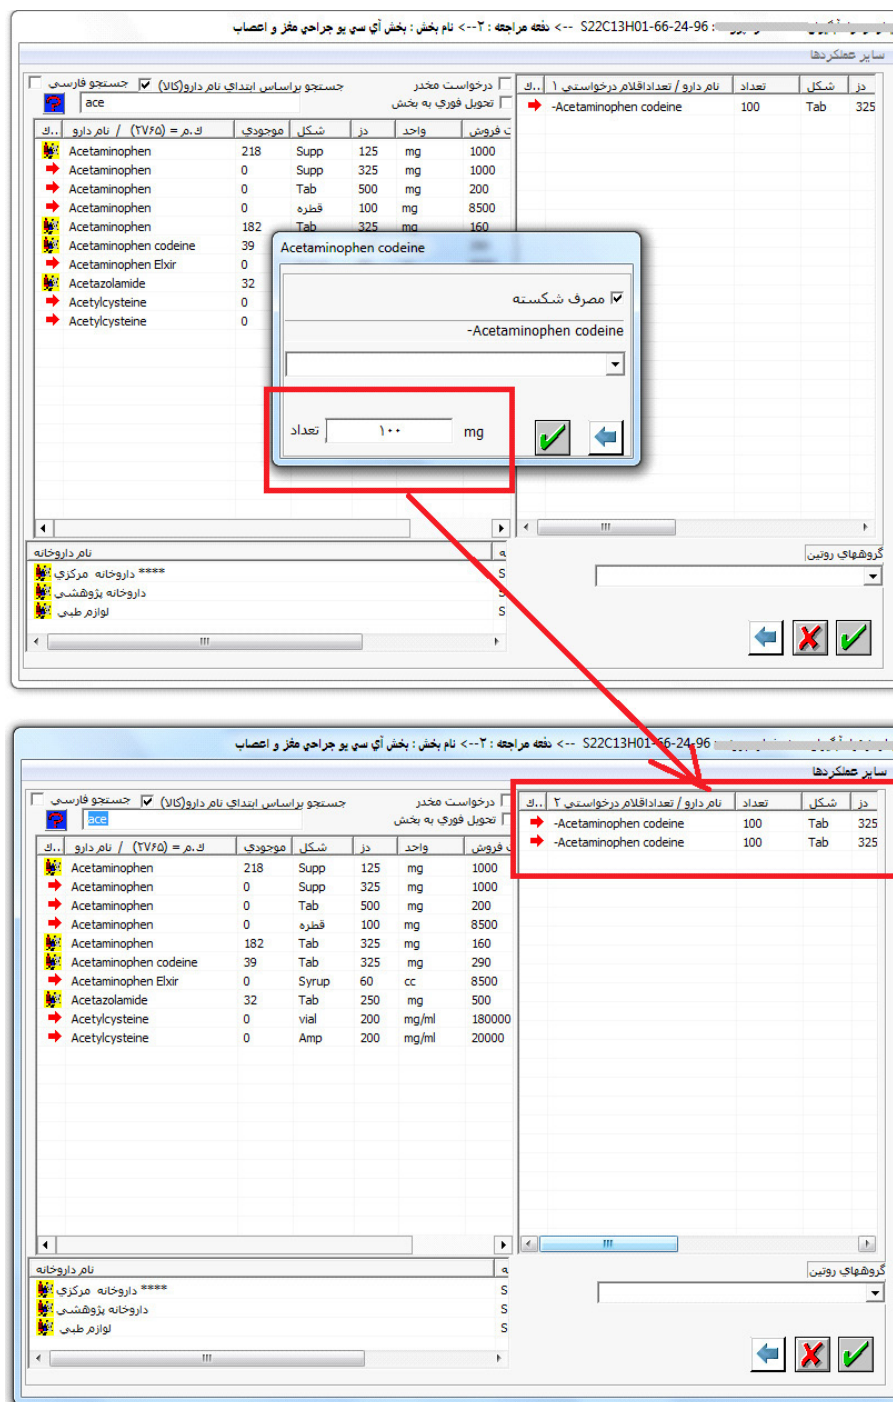 S22C13H01-66-24-96 --> دفعه مراجعه : ۲--> نام بخش : بخش آي سي يو جراحي مغز و اعصاب
ساير عملكردها
درخواست مخدر
جستجو براساس ابتداي نام دارو(كالا)
جستجو فارسي
تحويل فوري به بخش
ace
ك.. نام دارو / تعداداقلام درخواستي ۱ تعداد شكل دز
-Acetaminophen codeine 100 Tab 325
ك.. ك.م = (۲۷۶۵) / نام دارو موجودي شكل دز واحد ت فروش
Acetaminophen 218 Supp 125 mg 1000
Acetaminophen 0 Supp 325 mg 1000
Acetaminophen 0 Tab 500 mg 200
Acetaminophen 0 قطره 100 mg 8500
Acetaminophen 182 Tab 325 mg 160
Acetaminophen codeine 39
Acetaminophen Elxir 0
Acetazolamide 32
Acetylcysteine 0
Acetylcysteine 0
Acetaminophen codeine
مصرف شكسته
-Acetaminophen codeine
تعداد ۱۰۰ mg
نام داروخانه
**** داروخانه مركزي
داروخانه پژوهشي
لوازم طبي
گروههاي روتين
S22C13H01-66-24-96 --> دفعه مراجعه : ۲--> نام بخش : بخش آي سي يو جراحي مغز و اعصاب
ساير عملكردها
درخواست مخدر
جستجو براساس ابتداي نام دارو(كالا)
جستجو فارسي
تحويل فوري به بخش
ace
ك.. نام دارو / تعداداقلام درخواستي ۲ تعداد شكل دز
-Acetaminophen codeine 100 Tab 325
-Acetaminophen codeine 100 Tab 325
ك.. ك.م = (۲۷۶۵) / نام دارو موجودي شكل دز واحد ت فروش
Acetaminophen 218 Supp 125 mg 1000
Acetaminophen 0 Supp 325 mg 1000
Acetaminophen 0 Tab 500 mg 200
Acetaminophen 0 قطره 100 mg 8500
Acetaminophen 182 Tab 325 mg 160
Acetaminophen codeine 39 Tab 325 mg 290
Acetaminophen Elxir 0 Syrup 60 cc 8500
Acetazolamide 32 Tab 250 mg 500
Acetylcysteine 0 vial 200 mg/ml 180000
Acetylcysteine 0 Amp 200 mg/ml 20000
نام داروخانه
**** داروخانه مركزي
داروخانه پژوهشي
لوازم طبي
گروههاي روتين